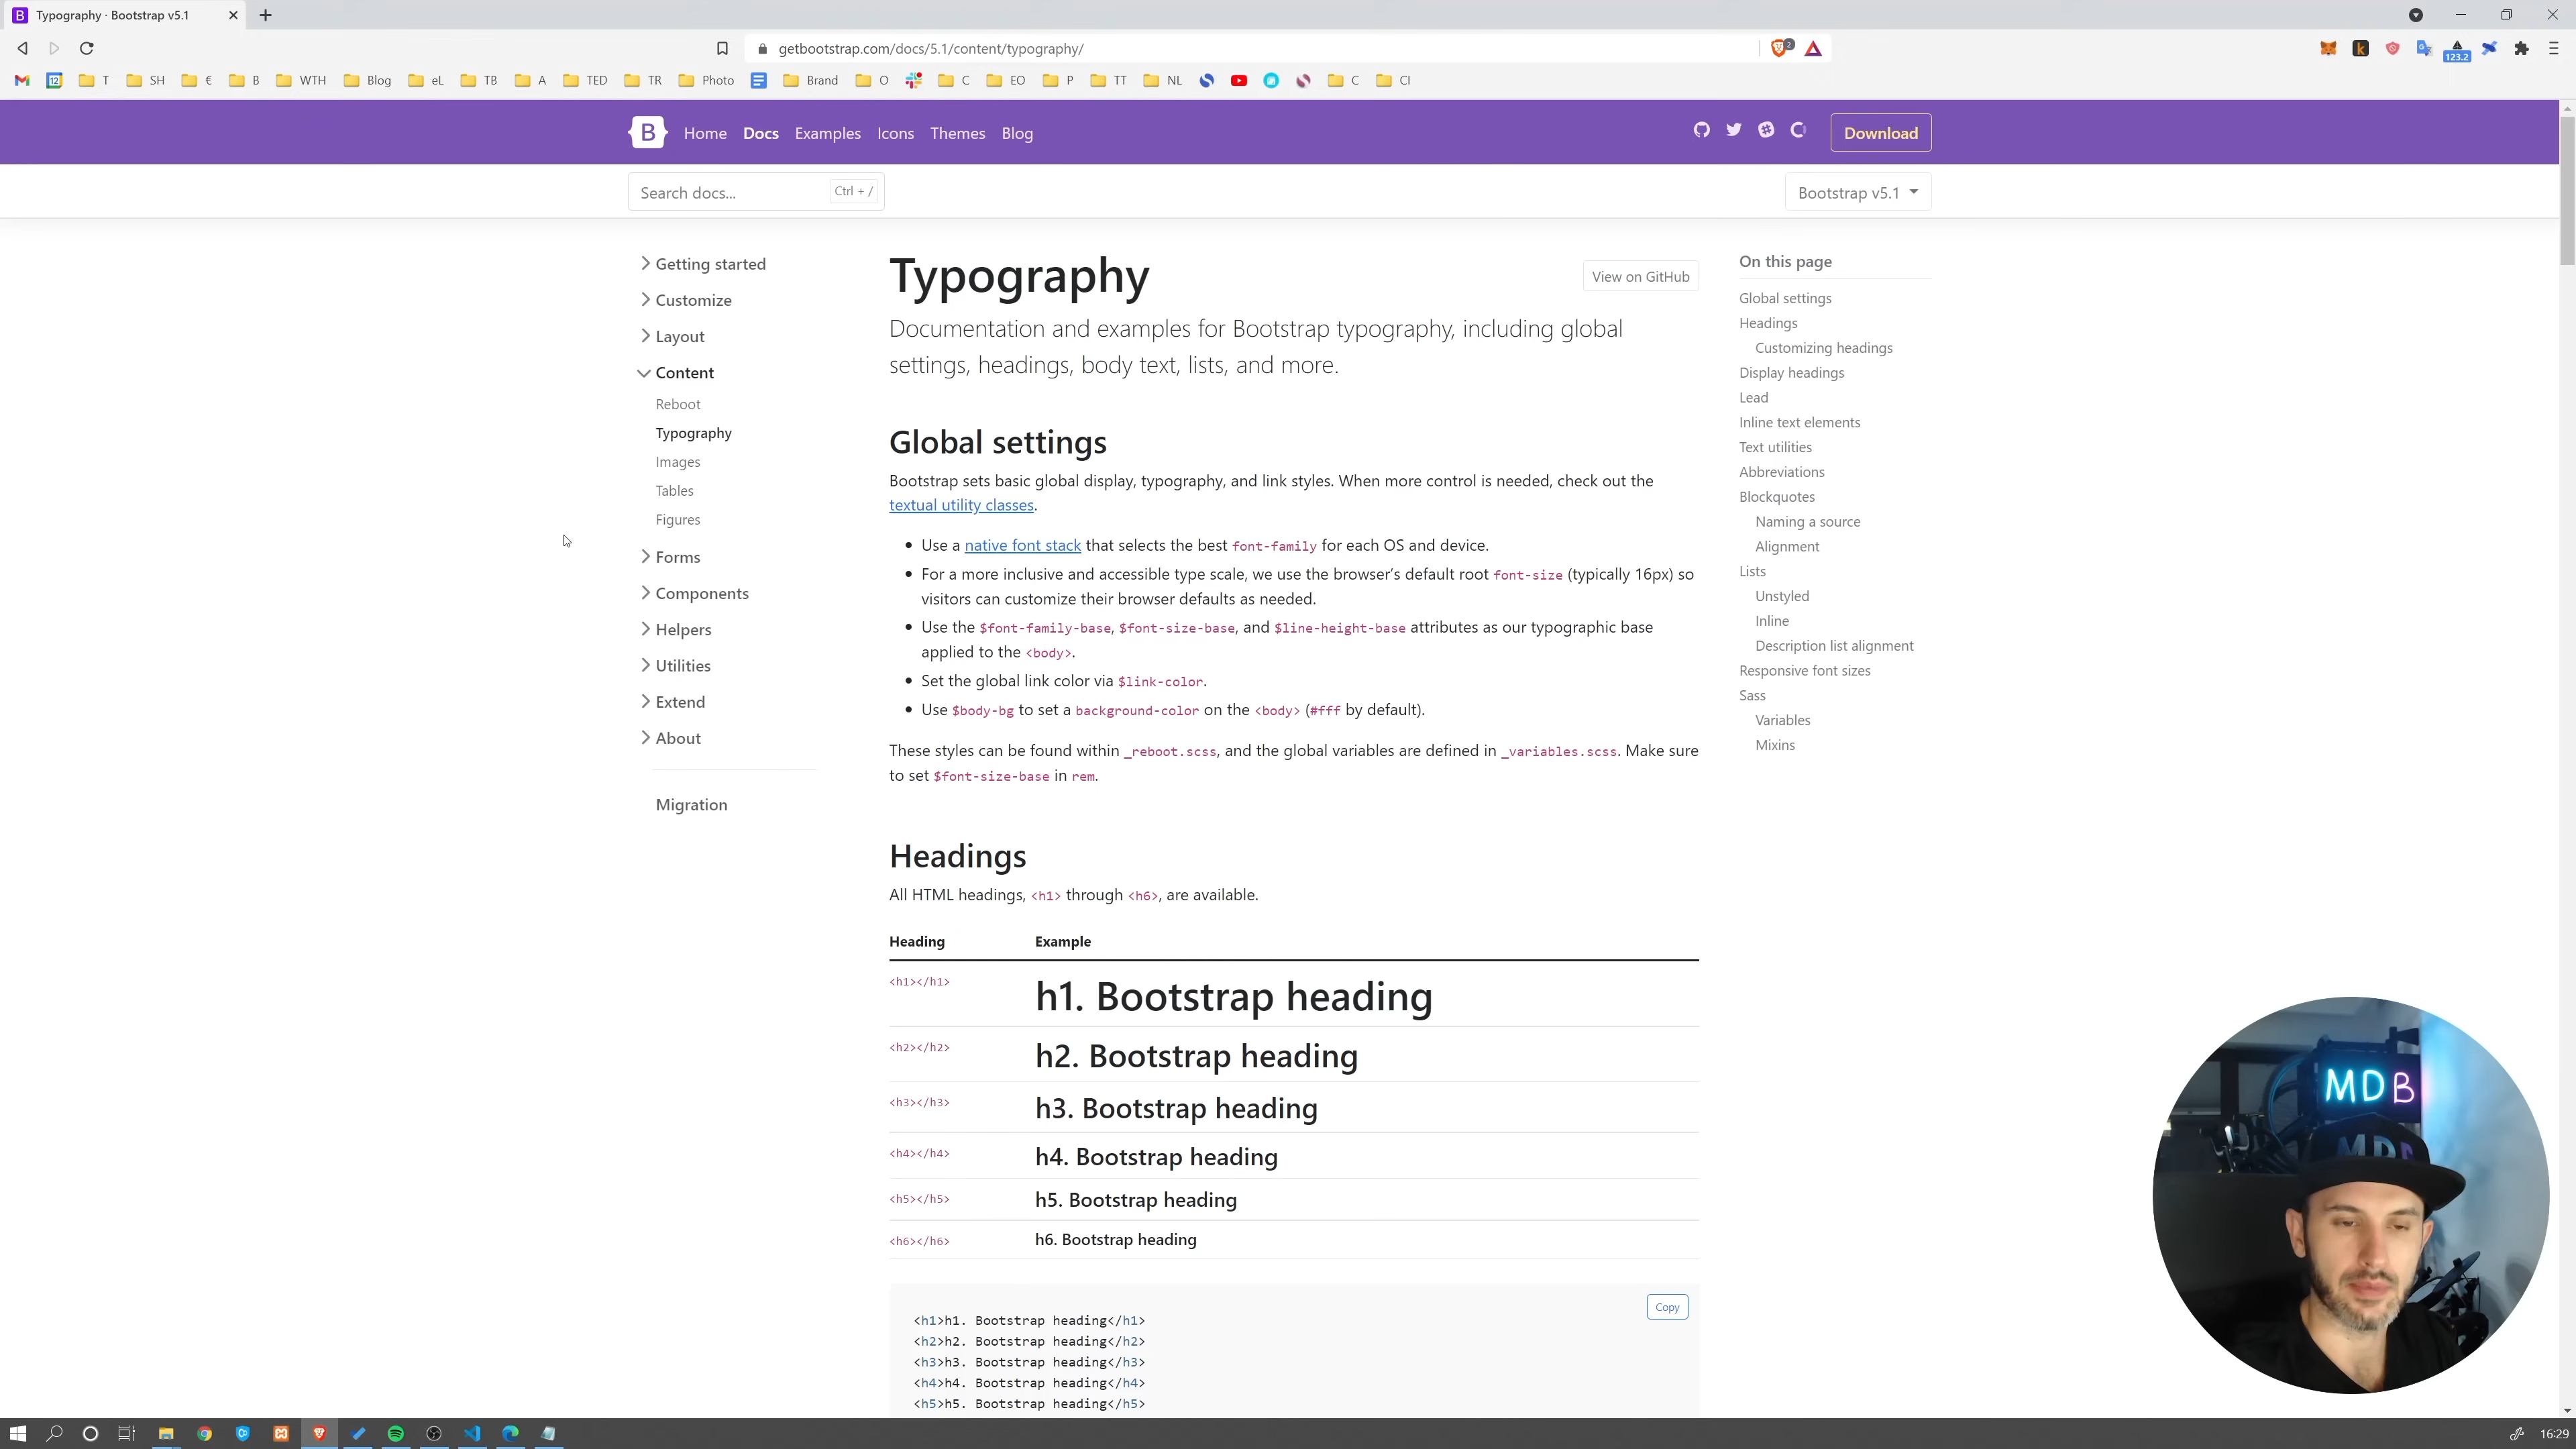 Typography · Bootstrap v5.1
getbootstrap.com/docs/5.1/content/typography/
2
123.2
12 T SH € B WTH Blog eL TB A TED TR Photo Brand O C EO P TT NL C CI
B Home Docs Examples Icons Themes Blog
Download
Search docs... Ctrl + /
Bootstrap v5.1
Getting started
Customize
Layout
Content
Reboot
Typography
Images
Tables
Figures
Forms
Components
Helpers
Utilities
Extend
About
Migration
Typography
View on GitHub
Documentation and examples for Bootstrap typography, including global
settings, headings, body text, lists, and more.
Global settings
Bootstrap sets basic global display, typography, and link styles. When more control is needed, check out the
textual utility classes.
• Use a native font stack that selects the best font-family for each OS and device.
• For a more inclusive and accessible type scale, we use the browser’s default root font-size (typically 16px) so
visitors can customize their browser defaults as needed.
• Use the $font-family-base, $font-size-base, and $line-height-base attributes as our typographic base
applied to the <body>.
• Set the global link color via $link-color.
• Use $body-bg to set a background-color on the <body> (#fff by default).
These styles can be found within _reboot.scss, and the global variables are defined in _variables.scss. Make sure
to set $font-size-base in rem.
Headings
All HTML headings, <h1> through <h6>, are available.
Heading Example
<h1></h1> h1. Bootstrap heading
<h2></h2> h2. Bootstrap heading
<h3></h3> h3. Bootstrap heading
<h4></h4> h4. Bootstrap heading
<h5></h5> h5. Bootstrap heading
<h6></h6> h6. Bootstrap heading
Copy
<h1>h1. Bootstrap heading</h1>
<h2>h2. Bootstrap heading</h2>
<h3>h3. Bootstrap heading</h3>
<h4>h4. Bootstrap heading</h4>
<h5>h5. Bootstrap heading</h5>
On this page
Global settings
Headings
Customizing headings
Display headings
Lead
Inline text elements
Text utilities
Abbreviations
Blockquotes
Naming a source
Alignment
Lists
Unstyled
Inline
Description list alignment
Responsive font sizes
Sass
Variables
Mixins
MDB
MDB
16:29